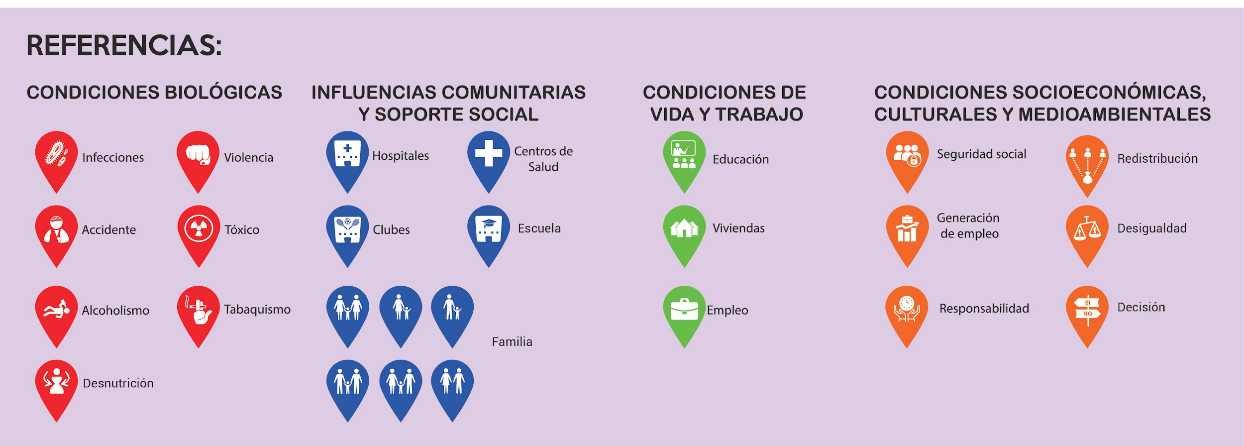 REFERENCIAS:
CONDICIONES BIOLÓGICAS
Infecciones
Violencia
Accidente
Tóxico
Alcoholismo
Tabaquismo
Desnutrición
INFLUENCIAS COMUNITARIAS
Y SOPORTE SOCIAL
Hospitales
Centros de
Salud
Clubes
Escuela
Familia
CONDICIONES DE
VIDA Y TRABAJO
Educación
Viviendas
Empleo
CONDICIONES SOCIOECONÓMICAS,
CULTURALES Y MEDIOAMBIENTALES
Seguridad social
Redistribución
Generación
de empleo
Desigualdad
Responsabilidad
SI
NO
Decisión